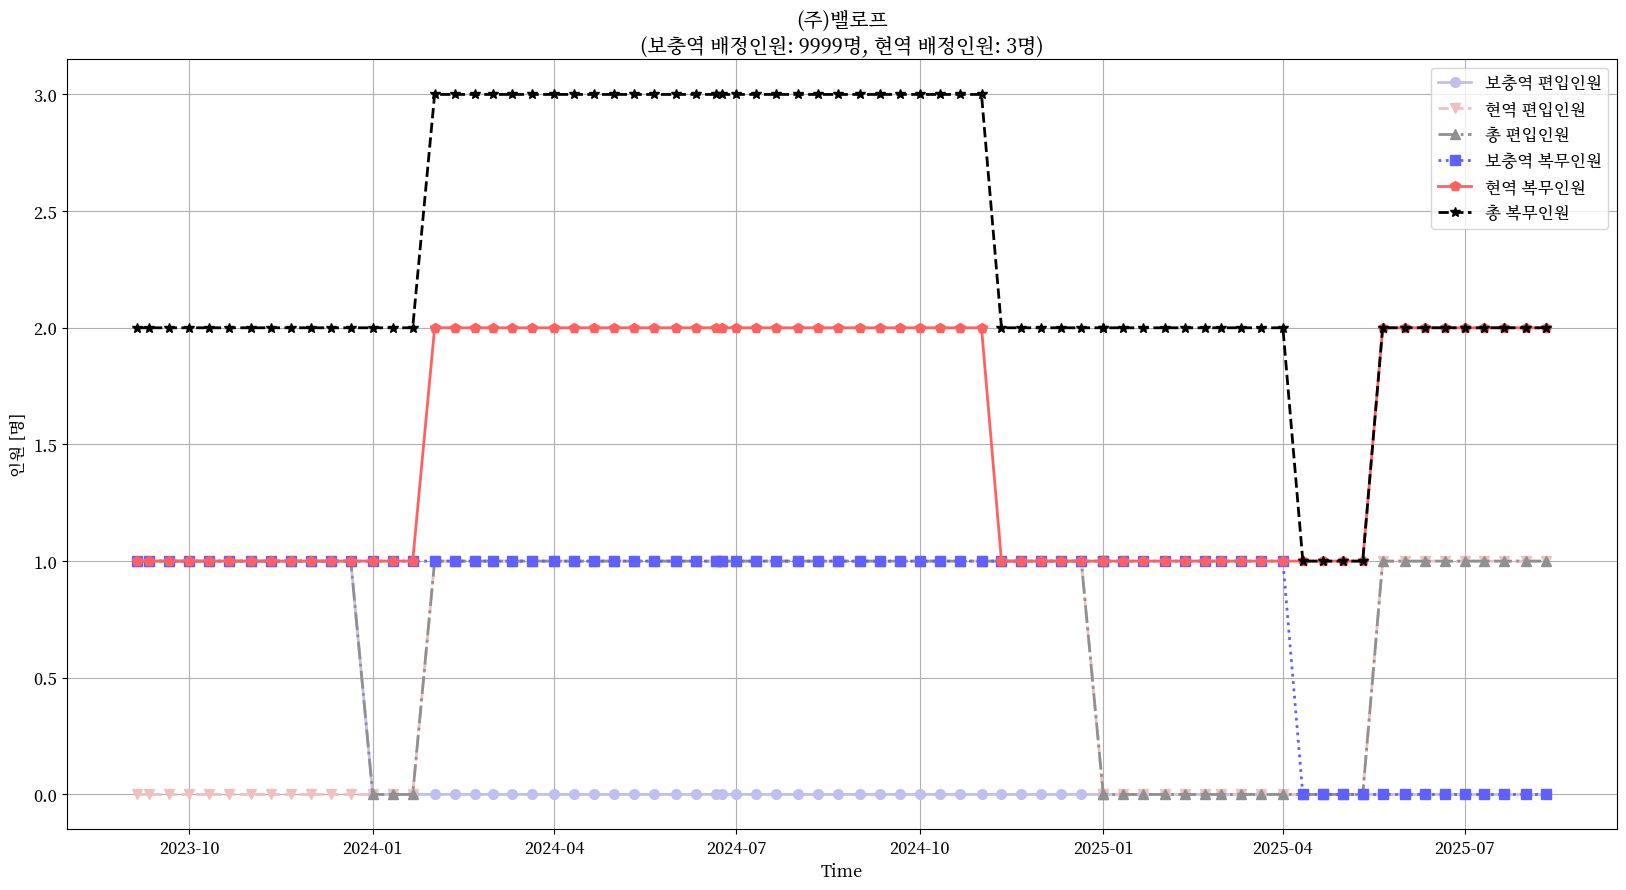 (주)밸로프
(보충역 배정인원: 9999명, 현역 배정인원: 3명)
보충역 편입인원
현역 편입인원
총 편입인원
보충역 복무인원
현역 복무인원
총 복무인원
3.0
2.5
2.0
1.5
1.0
0.5
0.0
인원 [명]
2023-10 2024-01 2024-04 2024-07 2024-10 2025-01 2025-04 2025-07
Time